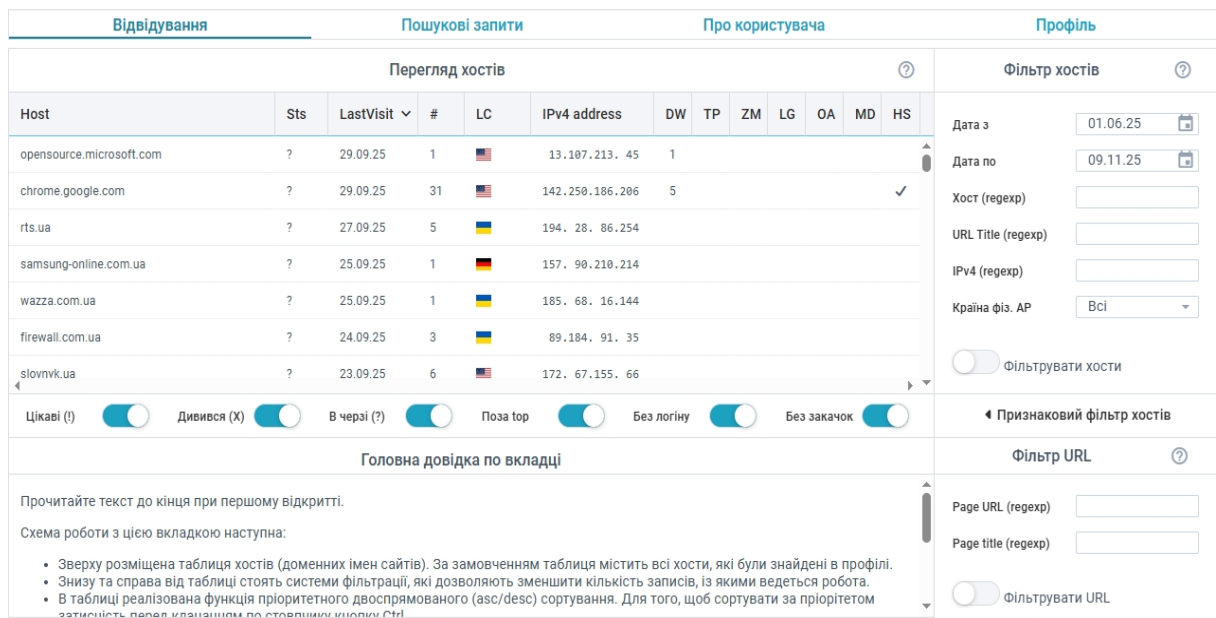 Відвідування Пошукові запити Про користувача Профіль
Перегляд хостів
Host Sts LastVisit # LC IPv4 address DW TP ZM LG OA MD HS
opensource.microsoft.com ? 29.09.25 1 13.107.213. 45 1
chrome.google.com ? 29.09.25 31 142.250.186.206 5 ✓
rts.ua ? 27.09.25 5 194. 28. 86.254
samsung-online.com.ua ? 25.09.25 1 157. 90.210.214
wazza.com.ua ? 25.09.25 1 185. 68. 16.144
firewall.com.ua ? 24.09.25 3 89.184. 91. 35
slovnyk.ua ? 23.09.25 6 172. 67.155. 66
Цікаві (!) Дивився (X) В черзі (?) Поза top Без логіну Без закачок
Фільтр хостів
Дата з 01.06.25
Дата по 09.11.25
Хост (regexp)
URL Title (regexp)
IPv4 (regexp)
Країна фіз. АР Всі
Фільтрувати хости
Признаковий фільтр хостів
Головна довідка по вкладці
Прочитайте текст до кінця при першому відкритті.
Схема роботи з цією вкладкою наступна:
• Зверху розміщена таблиця хостів (доменних імен сайтів). За замовченням таблиця містить всі хости, які були знайдені в профілі.
• Знизу та справа від таблиці стоять системи фільтрації, які дозволяють зменшити кількість записів, із якими ведеться робота.
• В таблиці реалізована функція пріоритетного двоспрямованого (asc/desc) сортування. Для того, щоб сортувати за пріорітетом
затисніть перед клацанням по стовпчику кнопку Ctrl
Фільтр URL
Page URL (regexp)
Page title (regexp)
Фільтрувати URL